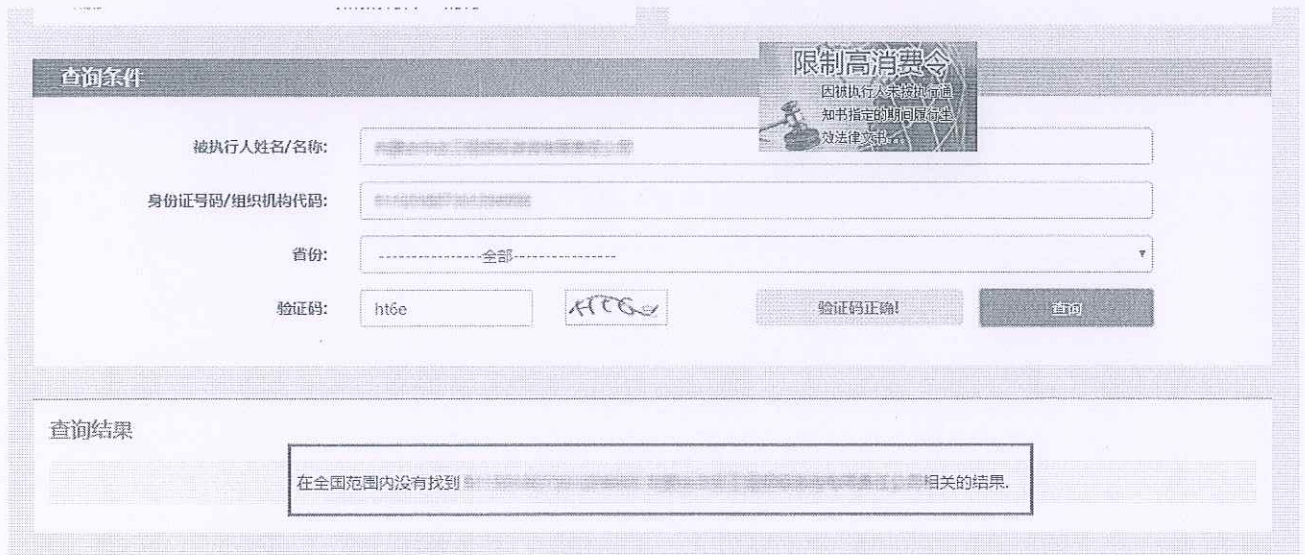 限制高消费令
因被执行人未按执行通
知书指定的期间履行生
效法律文书...
查询条件
被执行人姓名/名称:
身份证号码/组织机构代码:
省份: -----------------全部-----------------
验证码: ht6e HT6e 验证码正确! 查询
查询结果
在全国范围内没有找到 相关的结果.